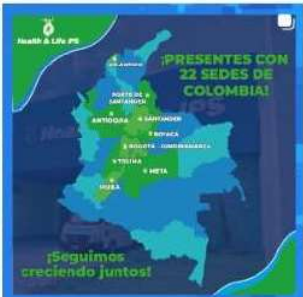 Health & Life IPS
¡PRESENTES CON
22 SEDES DE
COLOMBIA!
NORTE DE
SANTANDER
ANTIOQUIA
SANTANDER
BOYACÁ
BOGOTÁ - CUNDINAMARCA
TOLIMA
META
HUILA
¡Seguimos
creciendo juntos!